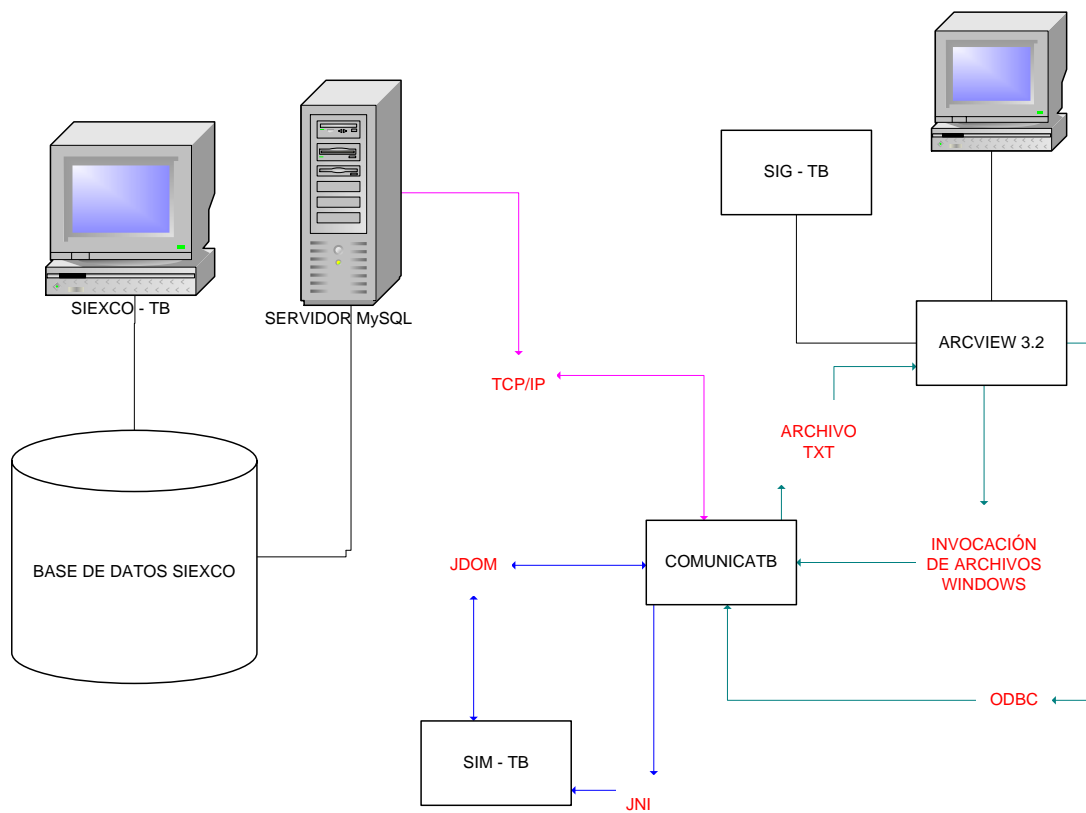 SIG - TB
SIEXCO - TB
SERVIDOR MySQL
ARCVIEW 3.2
TCP/IP
ARCHIVO
TXT
BASE DE DATOS SIEXCO
JDOM
COMUNICATB
INVOCACIÓN
DE ARCHIVOS
WINDOWS
ODBC
SIM - TB
JNI